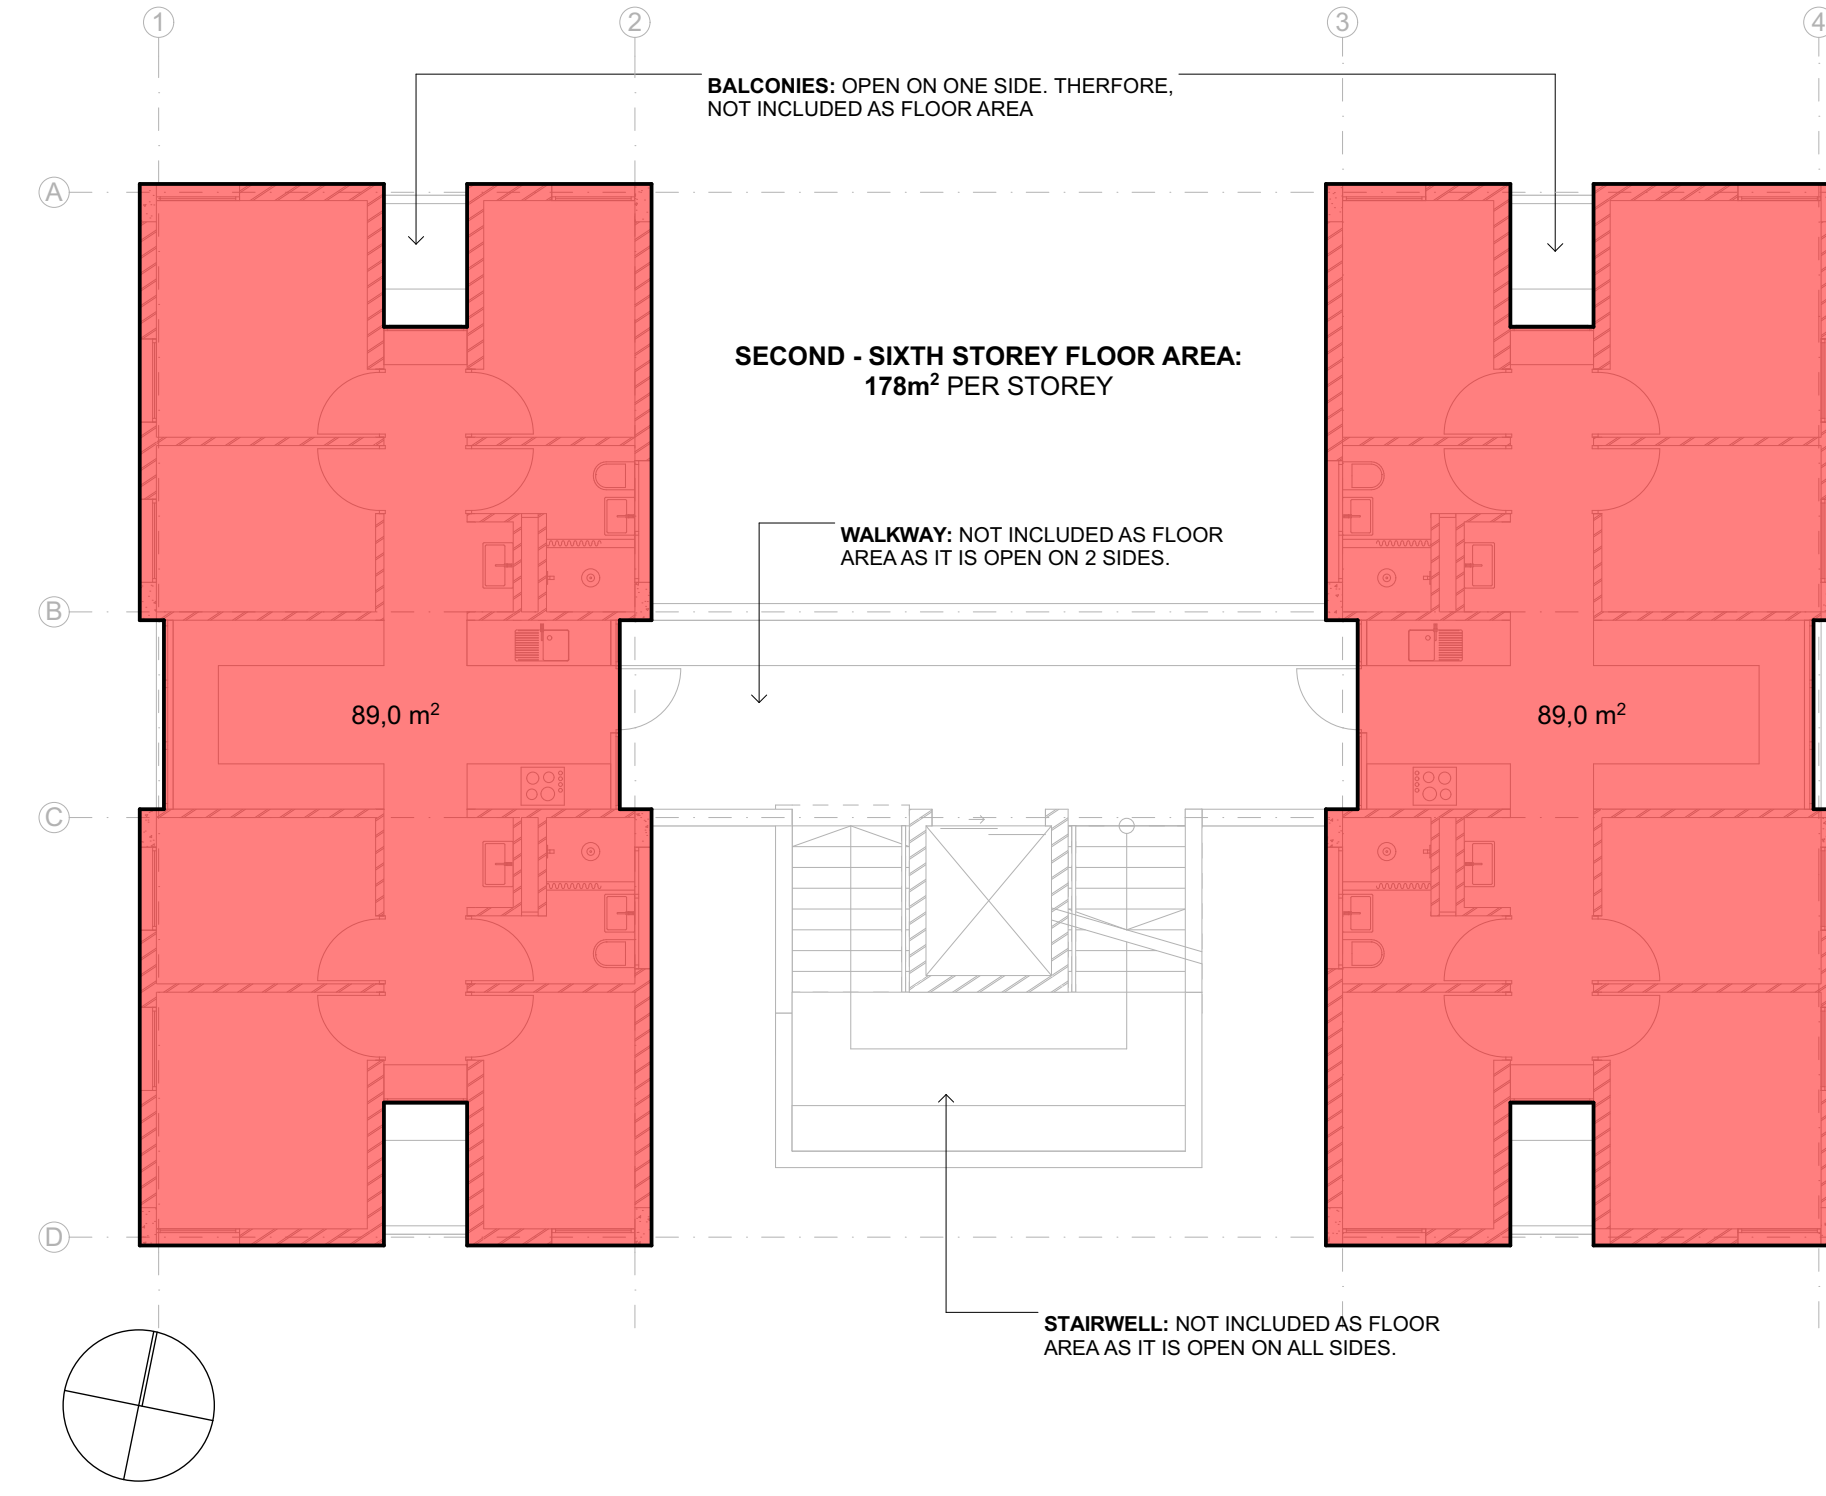 1 2 3 4
BALCONIES: OPEN ON ONE SIDE. THERFORE,
NOT INCLUDED AS FLOOR AREA
A
SECOND - SIXTH STOREY FLOOR AREA:
178m² PER STOREY
WALKWAY: NOT INCLUDED AS FLOOR
AREA AS IT IS OPEN ON 2 SIDES.
B
89,0 m² 89,0 m²
C
D
STAIRWELL: NOT INCLUDED AS FLOOR
AREA AS IT IS OPEN ON ALL SIDES.